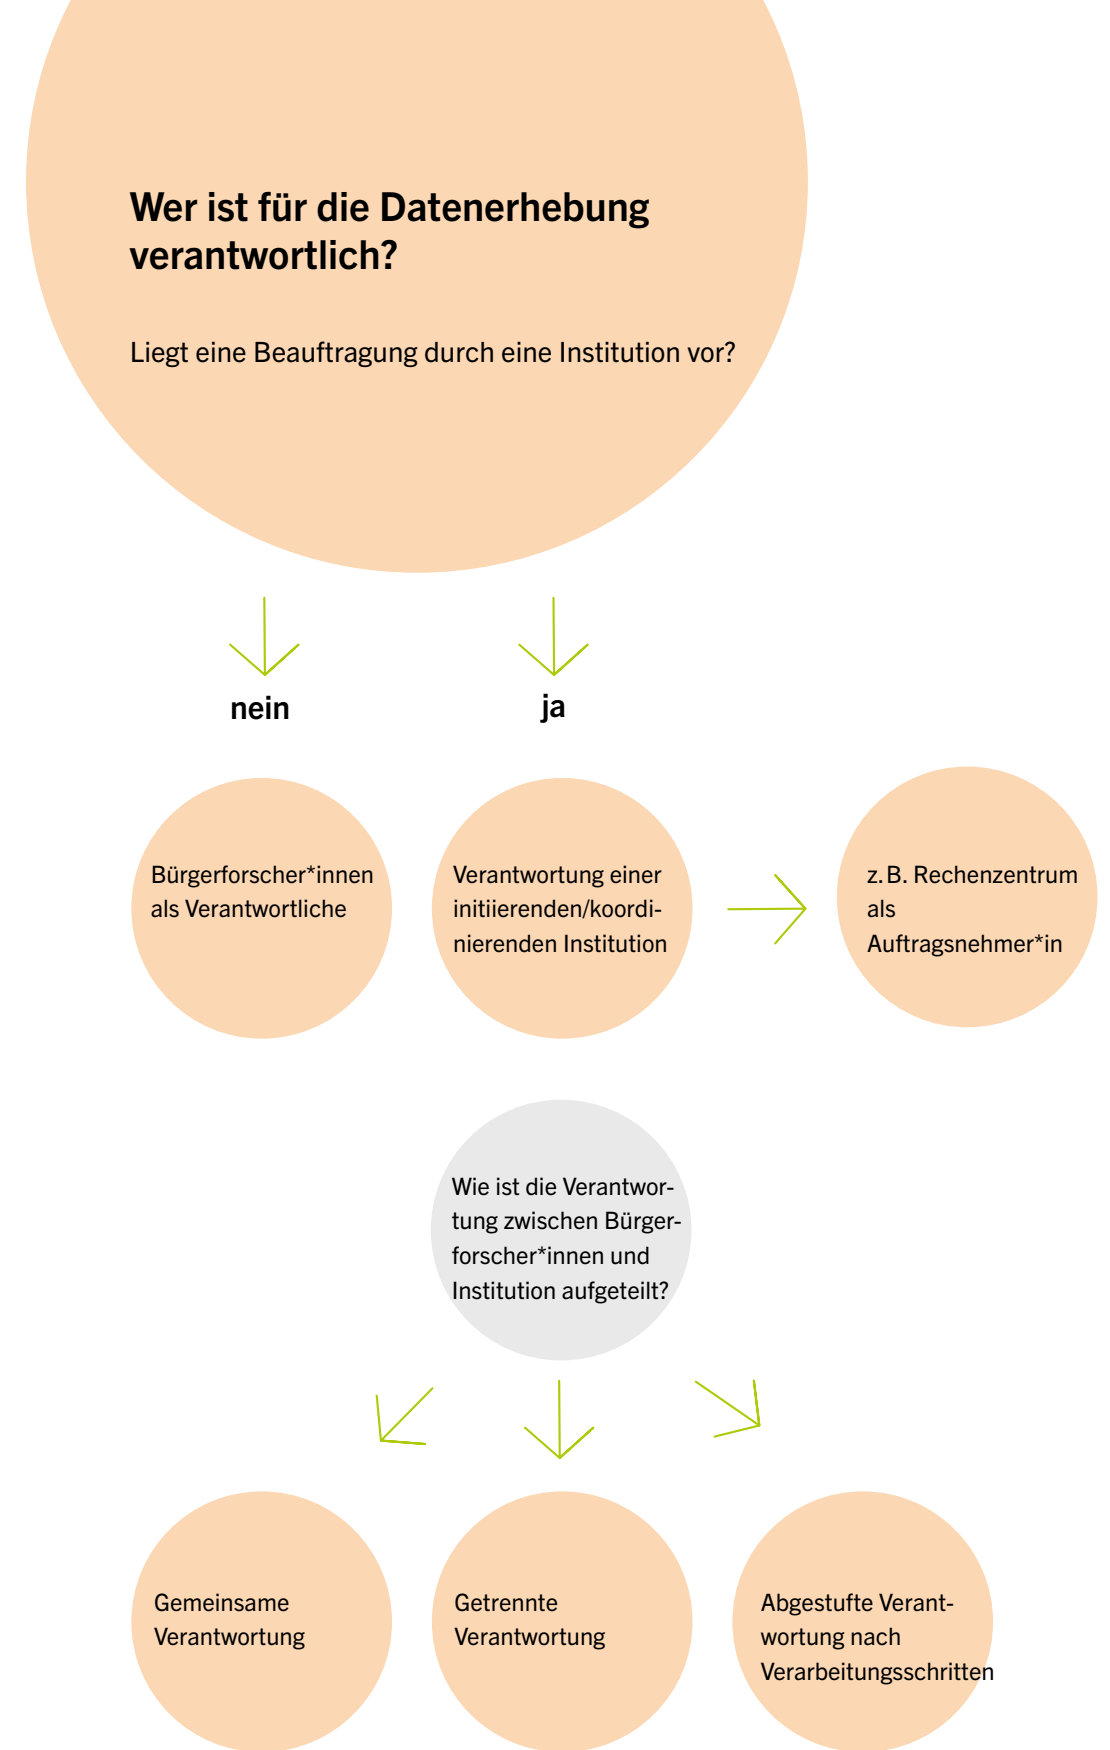 Wer ist für die Datenerhebung
verantwortlich?
Liegt eine Beauftragung durch eine Institution vor?
nein
ja
Bürgerforscher*innen
als Verantwortliche
Verantwortung einer
initiierenden/koordi-
nierenden Institution
z. B. Rechenzentrum
als
Auftragsnehmer*in
Wie ist die Verantwor-
tung zwischen Bürger-
forscher*innen und
Institution aufgeteilt?
Gemeinsame
Verantwortung
Getrennte
Verantwortung
Abgestufte Verant-
wortung nach
Verarbeitungsschritten